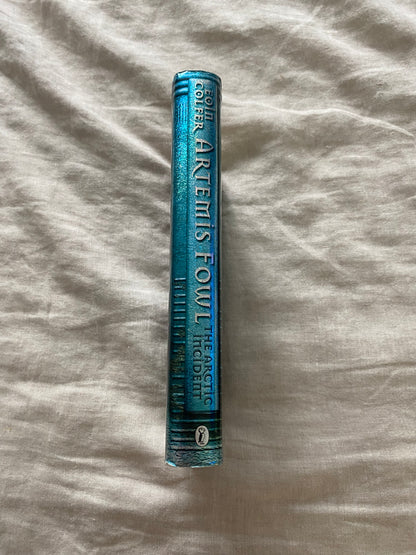 EOIN
COLFER
ARTEMIS FOWL
THE ARCTIC
INCIDENT